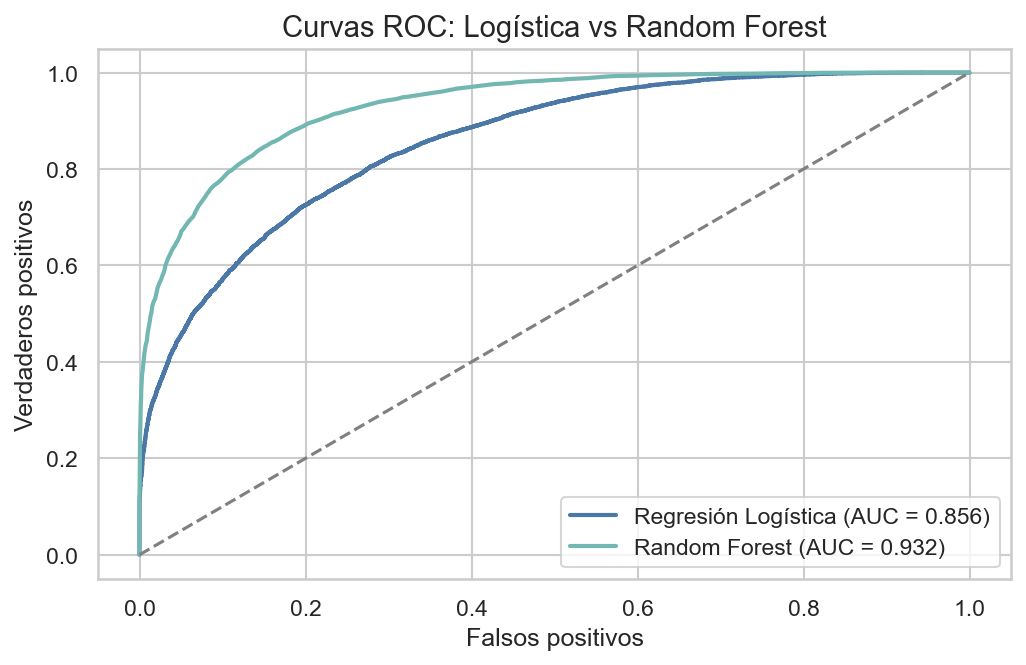 Curvas ROC: Logística vs Random Forest
1.0
0.8
0.6
0.4
0.2
0.0
Verdaderos positivos
Regresión Logística (AUC = 0.856)
Random Forest (AUC = 0.932)
0.0 0.2 0.4 0.6 0.8 1.0
Falsos positivos